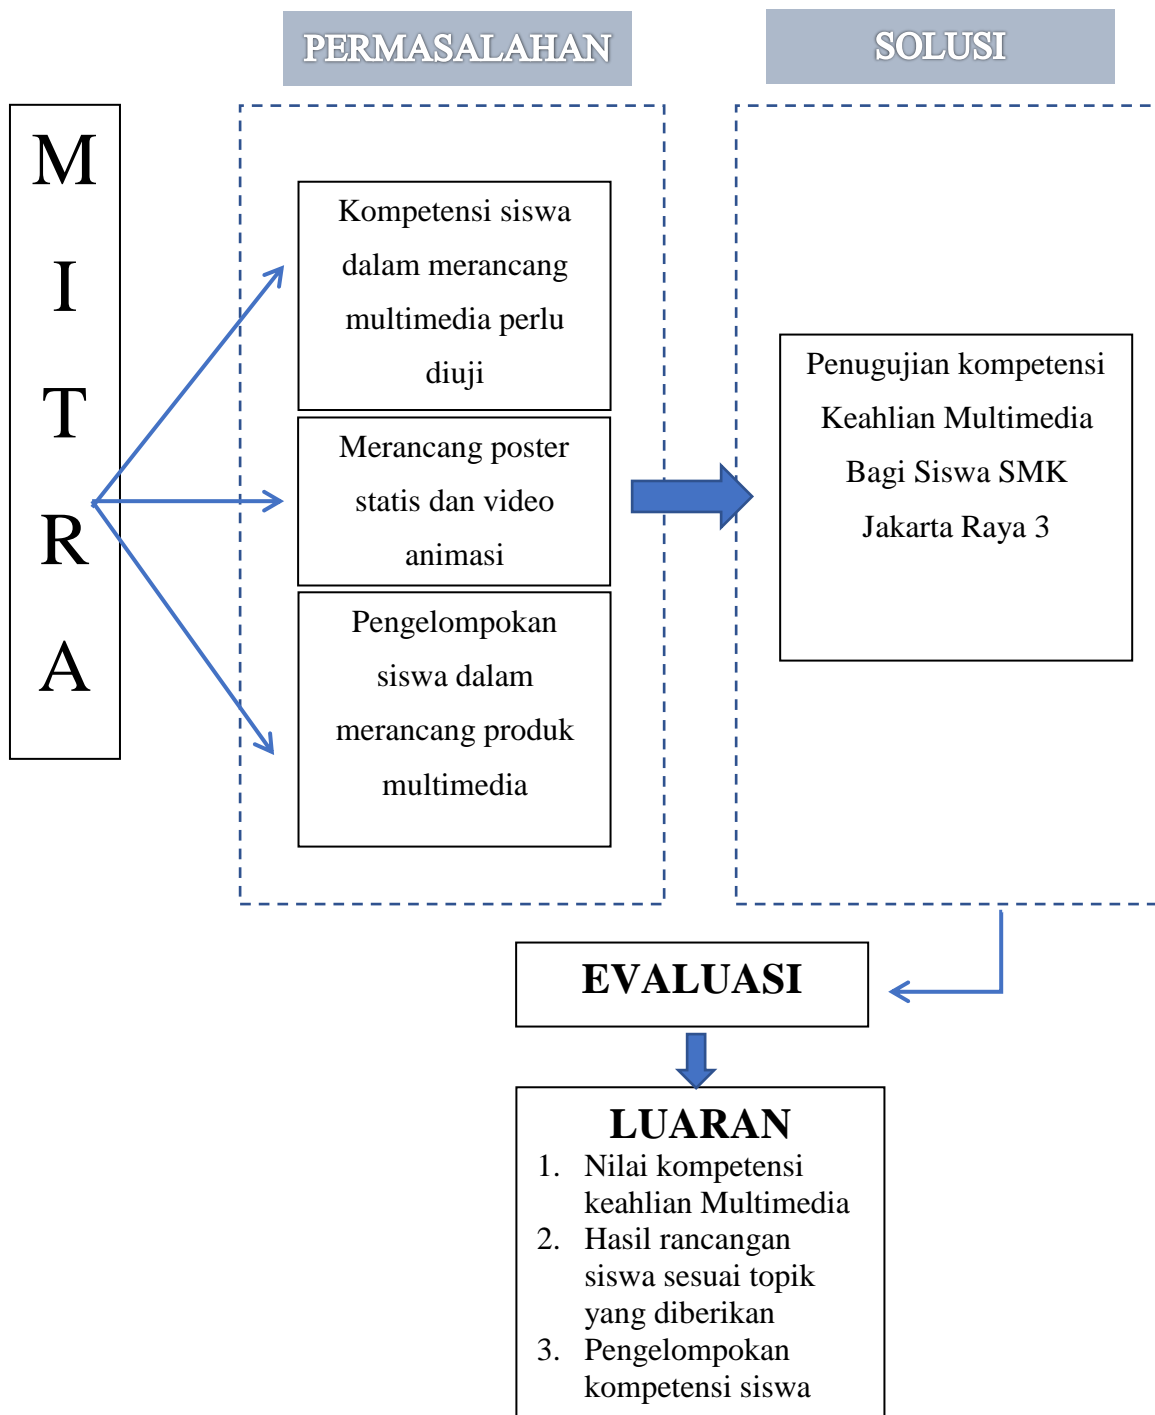 PERMASALAHAN
SOLUSI
M
I
T
R
A
Kompetensi siswa
dalam merancang
multimedia perlu
diuji
Merancang poster
statis dan video
animasi
Pengelompokan
siswa dalam
merancang produk
multimedia
Penugujian kompetensi
Keahlian Multimedia
Bagi Siswa SMK
Jakarta Raya 3
EVALUASI
LUARAN
1. Nilai kompetensi
keahlian Multimedia
2. Hasil rancangan
siswa sesuai topik
yang diberikan
3. Pengelompokan
kompetensi siswa